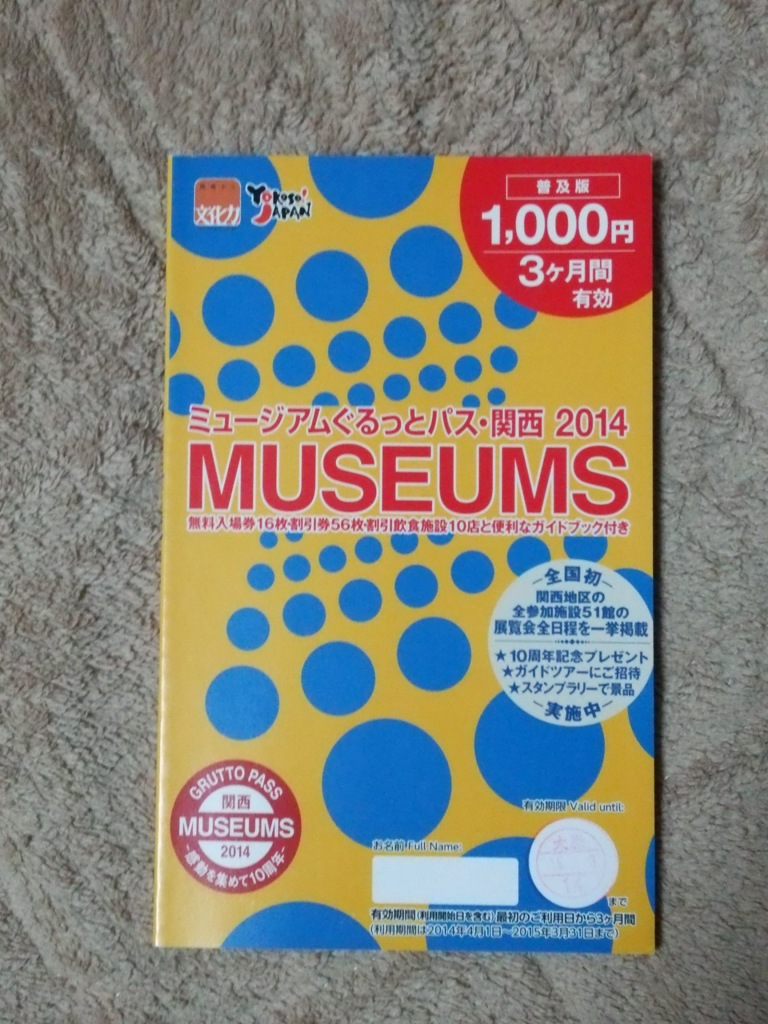 文化力
Yokoso!
JAPAN
普及版
1,000円
3ヶ月間
有効
ミュージアムぐるっとパス・関西 2014
MUSEUMS
無料入場券16枚・割引券56枚・割引飲食施設10店と便利なガイドブック付き
全国初
関西地区の
全参加施設51館の
展覧会全日程を一挙掲載
★10周年記念プレゼント
★ガイドツアーにご招待
★スタンプラリーで景品
実施中
GRUTTO PASS
関西
MUSEUMS
2014
-感動を集めて10周年-
有効期限 Valid until:
お名前 Full Name:
まで
有効期間(利用開始日を含む)最初のご利用日から3ヶ月間
(利用期間は2014年4月1日〜2015年3月31日まで)